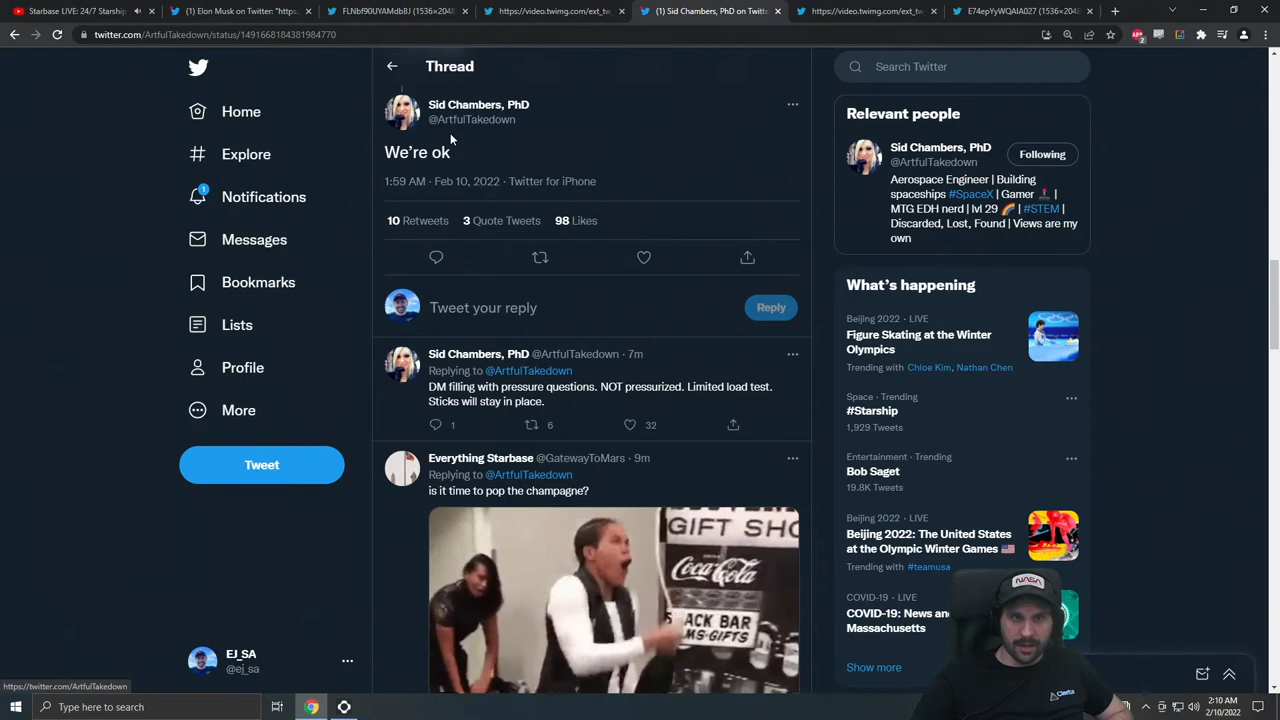 Starbase LIVE: 24/7 Starship
(1) Elon Musk on Twitter: "https:
FLNbf90UYAMdb8J (1536×2048
https://video.twimg.com/ext_tw
(1) Sid Chambers, PhD on Twitte
https://video.twimg.com/ext_tw
E74epYyWQAIA027 (1536×2048
twitter.com/ArtfulTakedown/status/1491668184381984770
2
Home
Explore
1
Notifications
Messages
Bookmarks
Lists
Profile
More
Tweet
EJ_SA
@ej_sa
Thread
Sid Chambers, PhD
@ArtfulTakedown
We're ok
1:59 AM · Feb 10, 2022 · Twitter for iPhone
10 Retweets 3 Quote Tweets 98 Likes
Tweet your reply
Reply
Sid Chambers, PhD @ArtfulTakedown · 7m
Replying to @ArtfulTakedown
DM filling with pressure questions. NOT pressurized. Limited load test.
Sticks will stay in place.
1 6 32
Everything Starbase @GatewayToMars · 9m
Replying to @ArtfulTakedown
is it time to pop the champagne?
GIFT SHO
Coca-Cola
ACK BAR
MS-GIFTS
Search Twitter
Relevant people
Sid Chambers, PhD
@ArtfulTakedown
Following
Aerospace Engineer | Building
spaceships #SpaceX | Gamer 🕹️ |
MTG EDH nerd | lvl 29 🌈 | #STEM |
Discarded, Lost, Found | Views are my
own
What's happening
Beijing 2022 · LIVE
Figure Skating at the Winter
Olympics
Trending with Chloe Kim, Nathan Chen
Space · Trending
#Starship
1,929 Tweets
Entertainment · Trending
Bob Saget
19.8K Tweets
Beijing 2022 · LIVE
Beijing 2022: The United States
at the Olympic Winter Games 🇺🇸
Trending with #teamusa
COVID-19 · LIVE
COVID-19: News and
Massachusetts
Show more
NASA
https://twitter.com/ArtfulTakedown
Type here to search
2:10 AM
2/10/2022